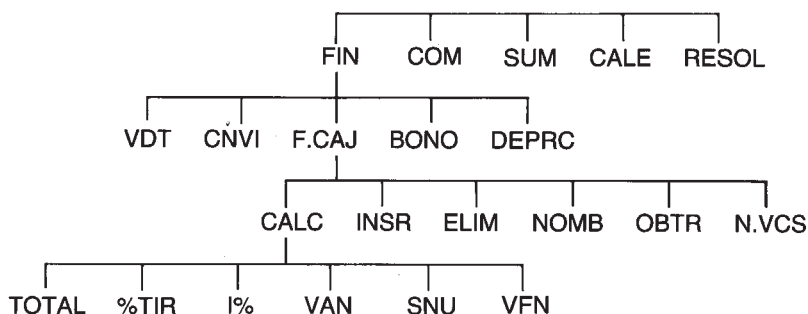 FIN COM SUM CALE RESOL
VDT CNVI F.CAJ BONO DEPRC
CALC INSR ELIM NOMB OBTR N.VCS
TOTAL %TIR I% VAN SNU VFN